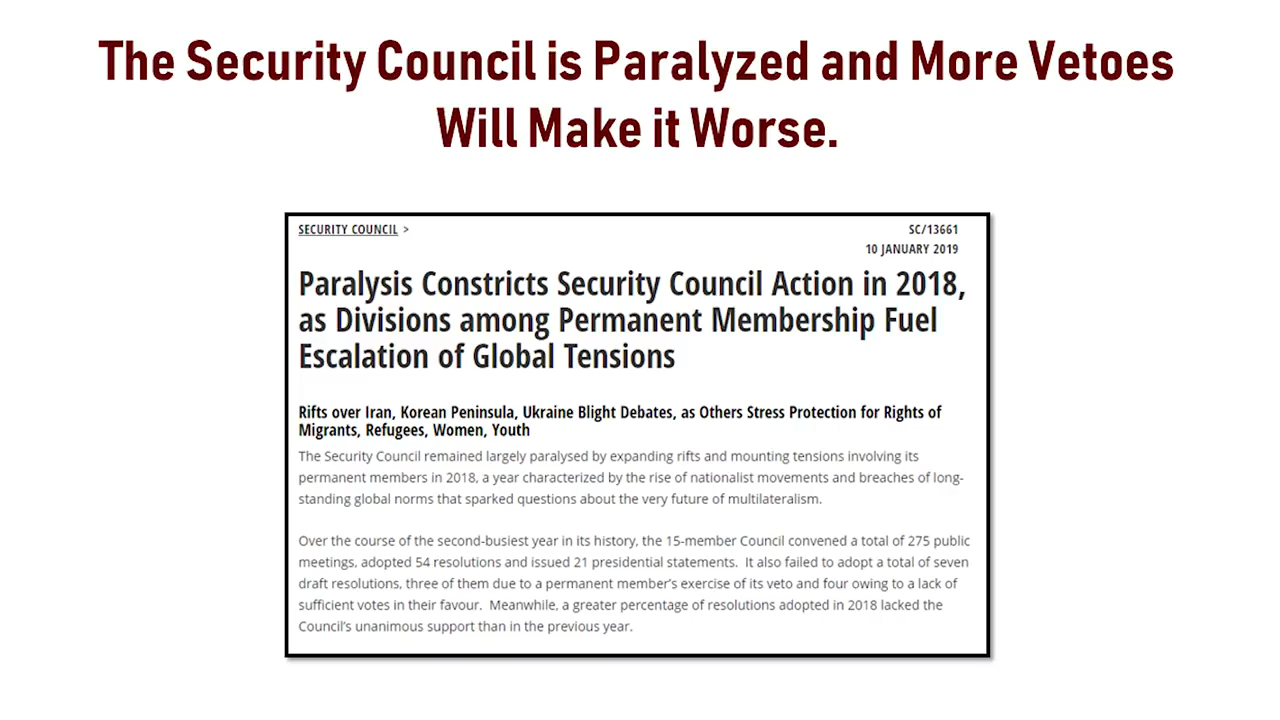 The Security Council is Paralyzed and More Vetoes
Will Make it Worse.
SECURITY COUNCIL >
SC/13661
10 JANUARY 2019
Paralysis Constricts Security Council Action in 2018,
as Divisions among Permanent Membership Fuel
Escalation of Global Tensions
Rifts over Iran, Korean Peninsula, Ukraine Blight Debates, as Others Stress Protection for Rights of
Migrants, Refugees, Women, Youth
The Security Council remained largely paralysed by expanding rifts and mounting tensions involving its
permanent members in 2018, a year characterized by the rise of nationalist movements and breaches of long-
standing global norms that sparked questions about the very future of multilateralism.
Over the course of the second-busiest year in its history, the 15-member Council convened a total of 275 public
meetings, adopted 54 resolutions and issued 21 presidential statements.  It also failed to adopt a total of seven
draft resolutions, three of them due to a permanent member's exercise of its veto and four owing to a lack of
sufficient votes in their favour.  Meanwhile, a greater percentage of resolutions adopted in 2018 lacked the
Council's unanimous support than in the previous year.